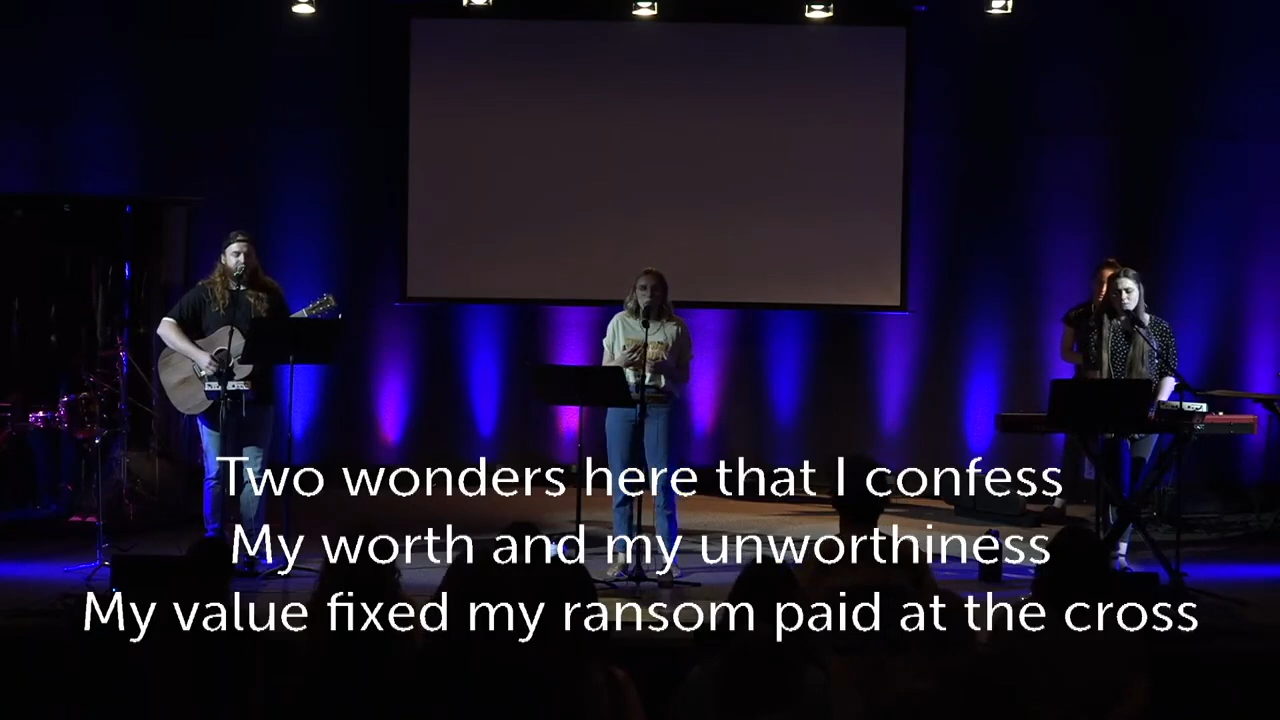 Two wonders here that I confess
My worth and my unworthiness
My value fixed my ransom paid at the cross